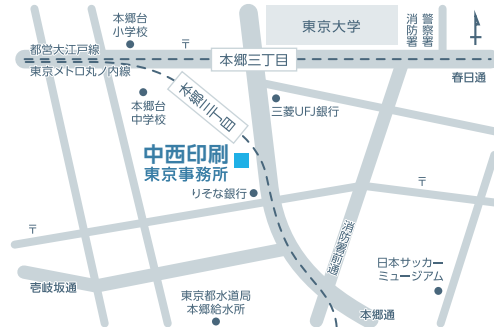 本郷台
小学校
〒
東京大学
消防署
警察署
都営大江戸線
本郷三丁目
東京メトロ丸ノ内線
春日通
本郷台
中学校
本郷三丁目
三菱UFJ銀行
中西印刷
東京事務所
りそな銀行
〒
〒
消防署前通
日本サッカー
ミュージアム
壱岐坂通
東京都水道局
本郷給水所
本郷通